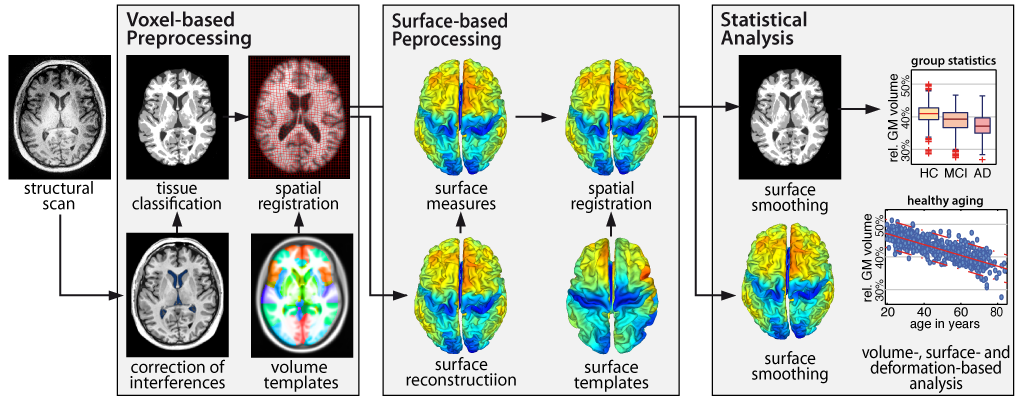 Voxel-based
Preprocessing
structural
scan
tissue
classification
spatial
registration
correction of
interferences
volume
templates
Surface-based
Peprocessing
surface
measures
spatial
registration
surface
reconstructiion
surface
templates
Statistical
Analysis
surface
smoothing
surface
smoothing
group statistics
rel. GM volume
50%
40%
30%
HC MCI AD
healthy aging
rel. GM volume
50%
40%
30%
20 40 60 80
age in years
volume-, surface- and
deformation-based
analysis